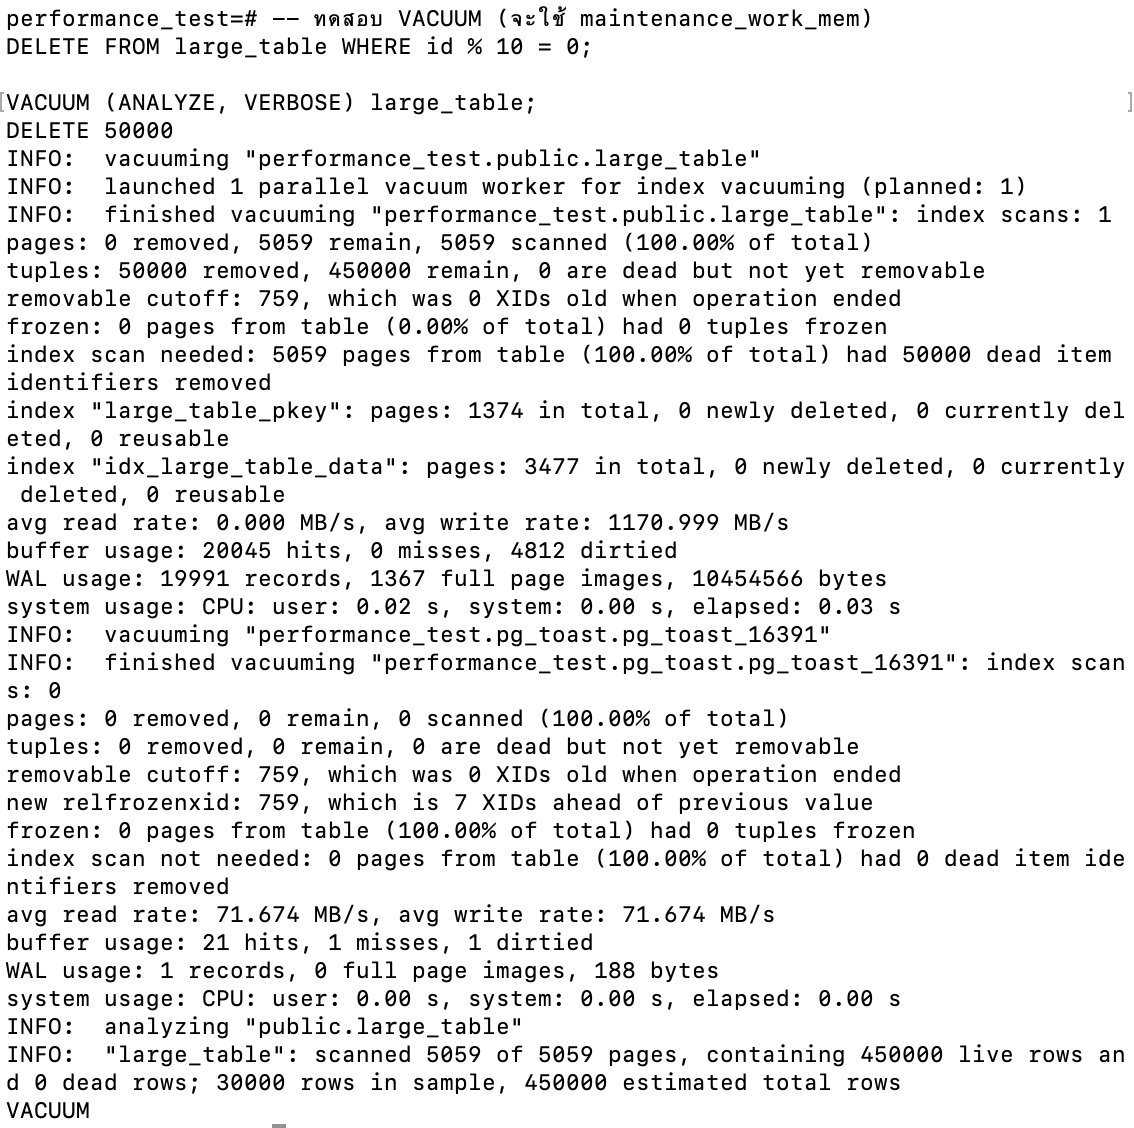 performance_test=# -- ทดสอบ VACUUM (จะใช้ maintenance_work_mem)
DELETE FROM large_table WHERE id % 10 = 0;
[VACUUM (ANALYZE, VERBOSE) large_table; ]
DELETE 50000
INFO:  vacuuming "performance_test.public.large_table"
INFO:  launched 1 parallel vacuum worker for index vacuuming (planned: 1)
INFO:  finished vacuuming "performance_test.public.large_table": index scans: 1
pages: 0 removed, 5059 remain, 5059 scanned (100.00% of total)
tuples: 50000 removed, 450000 remain, 0 are dead but not yet removable
removable cutoff: 759, which was 0 XIDs old when operation ended
frozen: 0 pages from table (0.00% of total) had 0 tuples frozen
index scan needed: 5059 pages from table (100.00% of total) had 50000 dead item
identifiers removed
index "large_table_pkey": pages: 1374 in total, 0 newly deleted, 0 currently del
eted, 0 reusable
index "idx_large_table_data": pages: 3477 in total, 0 newly deleted, 0 currently
 deleted, 0 reusable
avg read rate: 0.000 MB/s, avg write rate: 1170.999 MB/s
buffer usage: 20045 hits, 0 misses, 4812 dirtied
WAL usage: 19991 records, 1367 full page images, 10454566 bytes
system usage: CPU: user: 0.02 s, system: 0.00 s, elapsed: 0.03 s
INFO:  vacuuming "performance_test.pg_toast.pg_toast_16391"
INFO:  finished vacuuming "performance_test.pg_toast.pg_toast_16391": index scan
s: 0
pages: 0 removed, 0 remain, 0 scanned (100.00% of total)
tuples: 0 removed, 0 remain, 0 are dead but not yet removable
removable cutoff: 759, which was 0 XIDs old when operation ended
new relfrozenxid: 759, which is 7 XIDs ahead of previous value
frozen: 0 pages from table (100.00% of total) had 0 tuples frozen
index scan not needed: 0 pages from table (100.00% of total) had 0 dead item ide
ntifiers removed
avg read rate: 71.674 MB/s, avg write rate: 71.674 MB/s
buffer usage: 21 hits, 1 misses, 1 dirtied
WAL usage: 1 records, 0 full page images, 188 bytes
system usage: CPU: user: 0.00 s, system: 0.00 s, elapsed: 0.00 s
INFO:  analyzing "public.large_table"
INFO:  "large_table": scanned 5059 of 5059 pages, containing 450000 live rows an
d 0 dead rows; 30000 rows in sample, 450000 estimated total rows
VACUUM